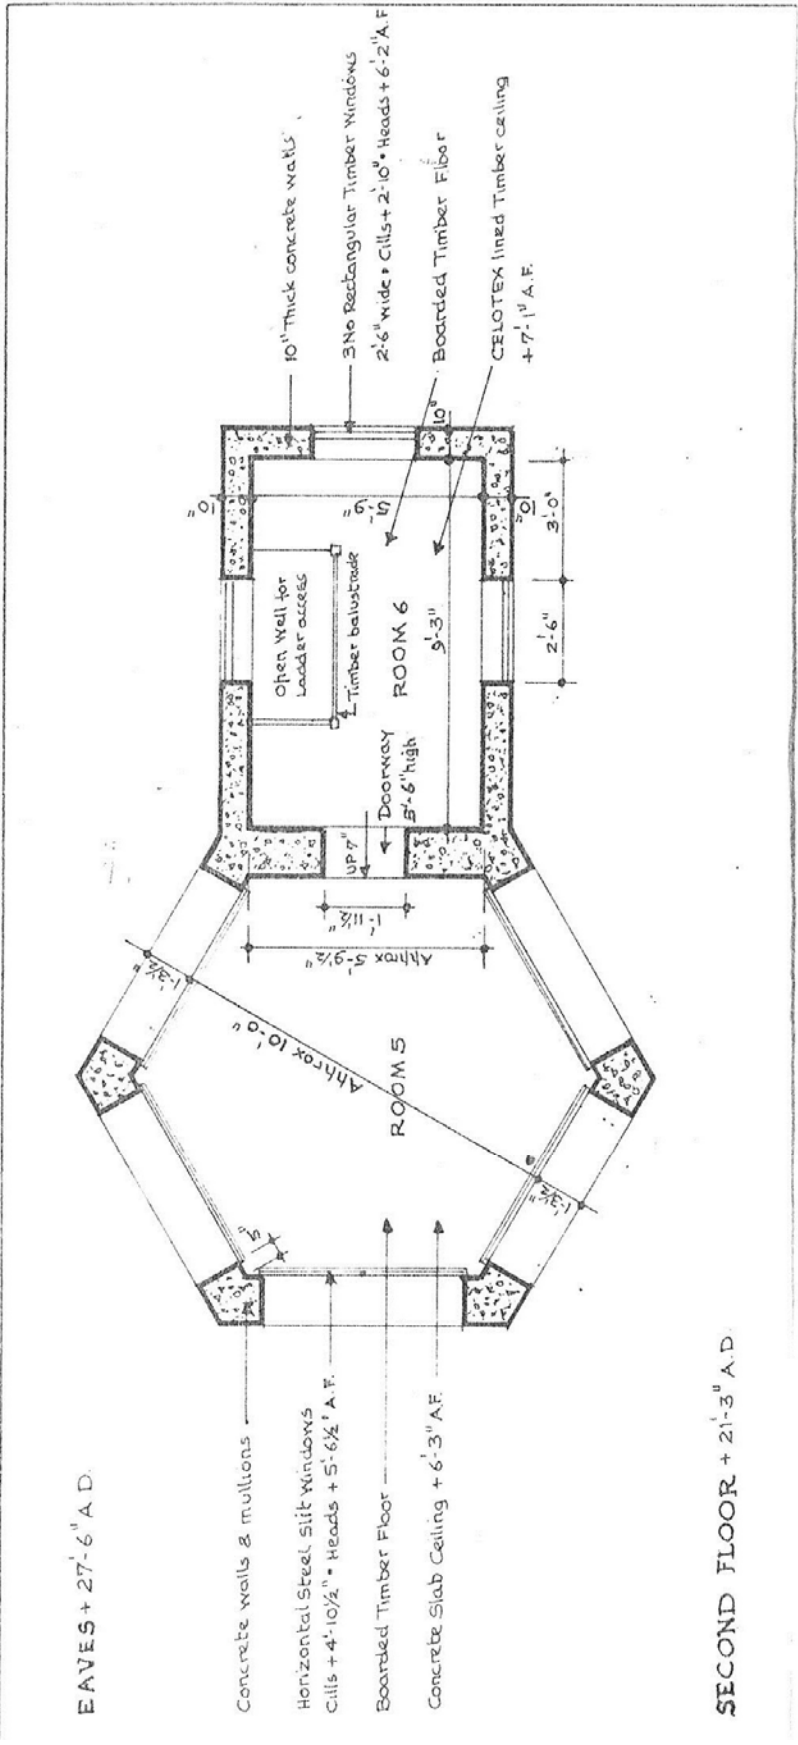 EAVES + 27'-6" A.D.
Concrete walls & mullions
Horizontal Steel Slit Windows
Cills + 4'-10½" • Heads + 5'-6½" A.F.
Boarded Timber Floor
Concrete Slab Ceiling + 6'-3" A.F.
SECOND FLOOR + 21'-3" A.D.
5"
1'-3½"
Approx 10'-0"
1'-3½"
ROOM 5
Approx 5'-9½"
1'-11½"
UP 7"
Doorway
5'-6" high
Open Well for
Ladder access
Timber balustrade
ROOM 6
9'-3"
5'-9"
10"
10"
10"
2'-6"
3'-0"
10" Thick concrete walls
3 No Rectangular Timber Windows
2'-6" wide • Cills + 2'-10" • Heads + 6'-2" A.F
Boarded Timber Floor
CELOTEX lined Timber ceiling
+ 7'-1" A.F.